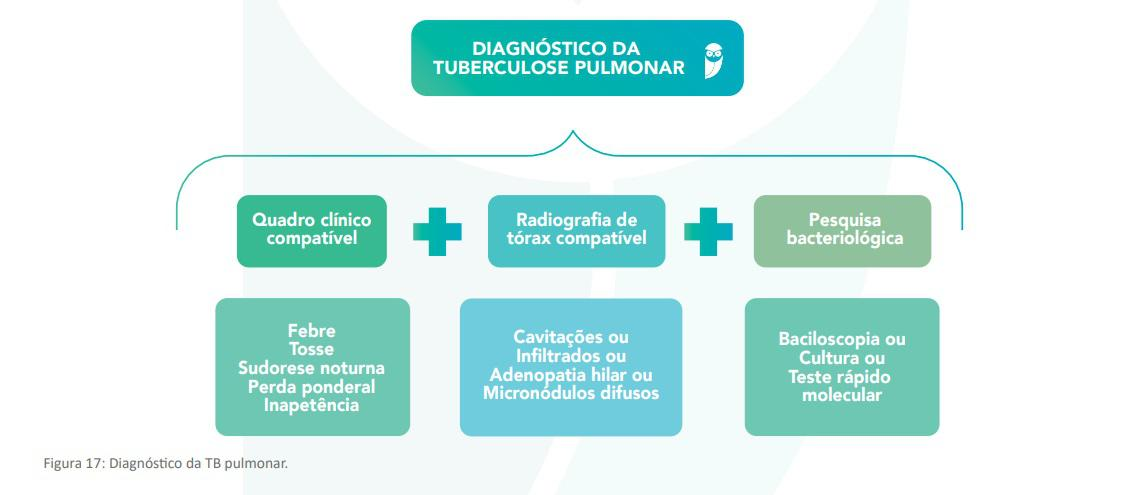 DIAGNÓSTICO DA
TUBERCULOSE PULMONAR
Quadro clínico
compatível
Radiografia de
tórax compatível
Pesquisa
bacteriológica
Febre
Tosse
Sudorese noturna
Perda ponderal
Inapetência
Cavitações ou
Infiltrados ou
Adenopatia hilar ou
Micronódulos difusos
Baciloscopia ou
Cultura ou
Teste rápido
molecular
Figura 17: Diagnóstico da TB pulmonar.